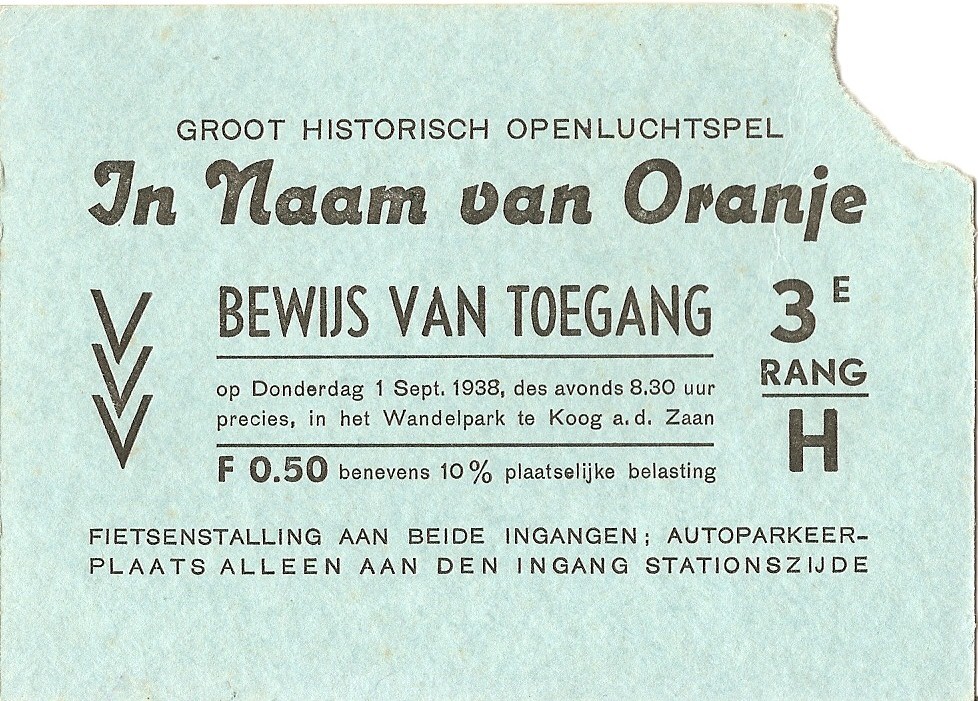 GROOT HISTORISCH OPENLUCHTSPEL
In Naam van Oranje
VVV
BEWIJS VAN TOEGANG
op Donderdag 1 Sept. 1938, des avonds 8.30 uur
precies, in het Wandelpark te Koog a.d. Zaan
F 0.50 benevens 10% plaatselijke belasting
3E
RANG
H
FIETSENSTALLING AAN BEIDE INGANGEN; AUTOPARKEER-
PLAATS ALLEEN AAN DEN INGANG STATIONSZIJDE